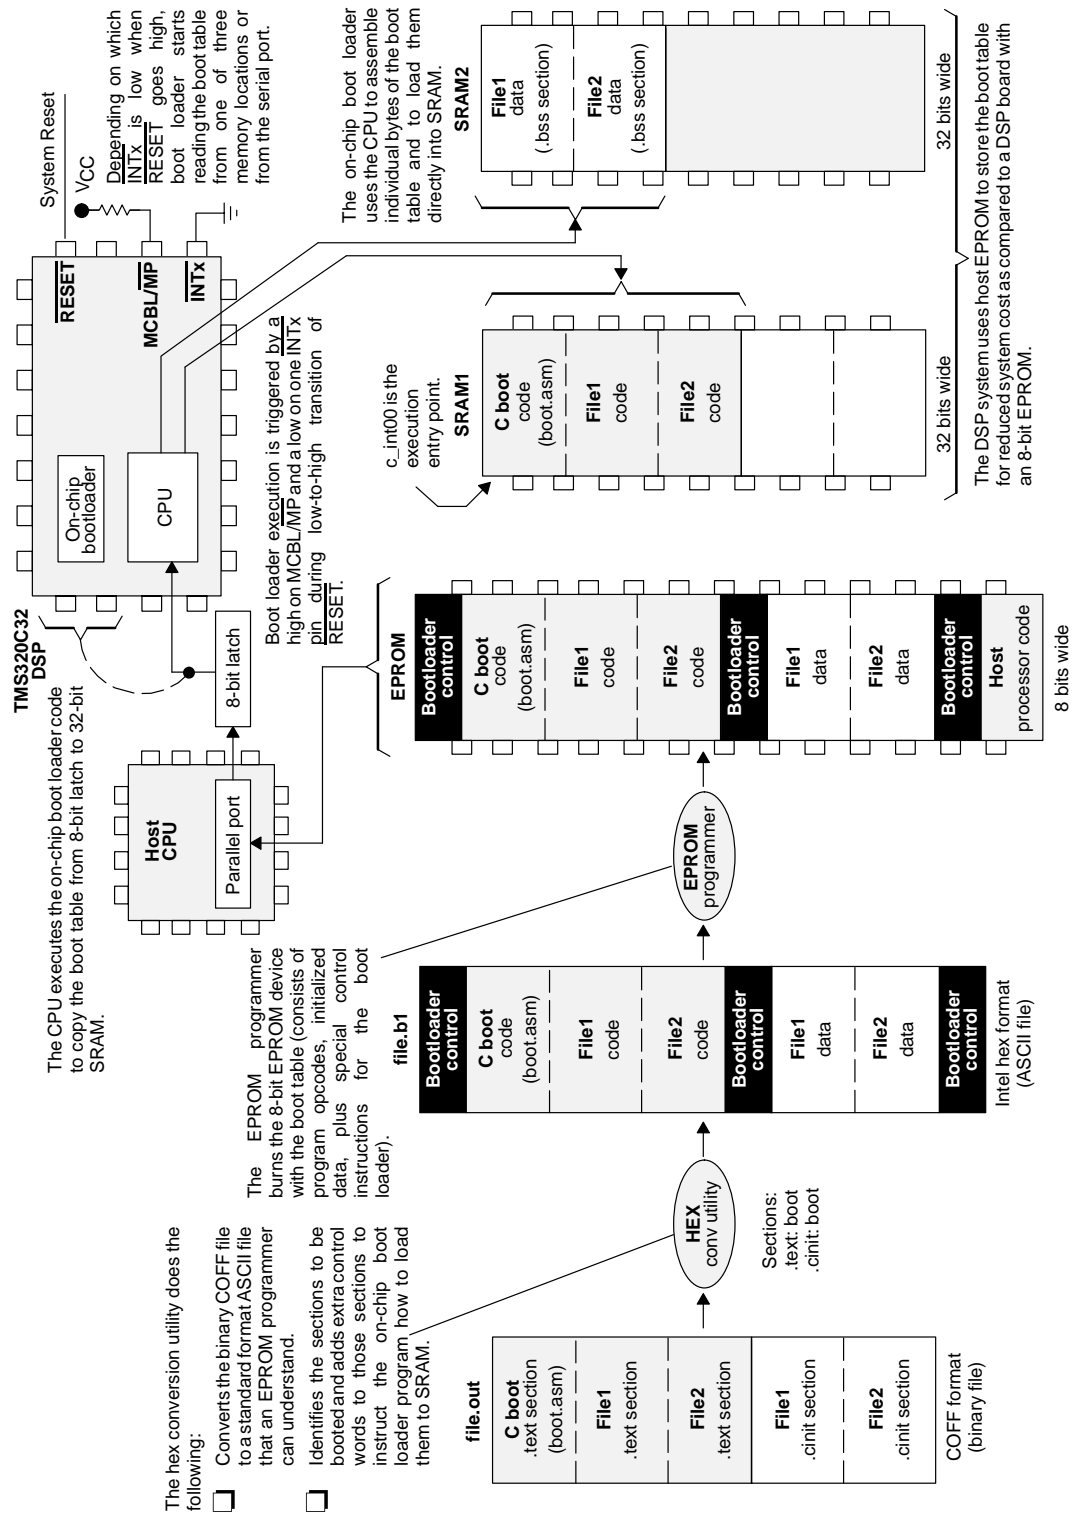 The hex conversion utility does the
following:
Converts the binary COFF file
to a standard format ASCII file
that an EPROM programmer
can understand.
Identifies the sections to be
booted and adds extra control
words to those sections to
instruct the on-chip boot
loader program how to load
them to SRAM.
file.out
C boot
.text section
(boot.asm)
File1
.text section
File2
.text section
File1
.cinit section
File2
.cinit section
COFF format
(binary file)
HEX
conv utility
Sections:
.text: boot
.cinit: boot
The EPROM programmer
burns the 8-bit EPROM device
with the boot table (consists of
program opcodes, initialized
data, plus special control
instructions for the boot
loader).
file.b1
Bootloader
control
C boot
code
(boot.asm)
File1
code
File2
code
Bootloader
control
File1
data
File2
data
Bootloader
control
Intel hex format
(ASCII file)
EPROM
programmer
The CPU executes the on-chip boot loader code
to copy the boot table from 8-bit latch to 32-bit
SRAM.
Host
CPU
Parallel port
8-bit latch
EPROM
Bootloader
control
C boot
code
(boot.asm)
File1
code
File2
code
Bootloader
control
File1
data
File2
data
Bootloader
control
Host
processor code
8 bits wide
TMS320C32
DSP
On-chip
bootloader
CPU
RESET
MCBL/MP
INTx
System Reset
VCC
Depending on which
INTx is low when
RESET goes high,
boot loader starts
reading the boot table
from one of three
memory locations or
from the serial port.
Boot loader execution is triggered by a
high on MCBL/MP and a low on one INTx
pin during low-to-high transition of
RESET.
c_int00 is the
execution
entry point.
SRAM1
C boot
code
(boot.asm)
File1
code
File2
code
32 bits wide
The on-chip boot loader
uses the CPU to assemble
individual bytes of the boot
table and to load them
directly into SRAM.
SRAM2
File1
data
(.bss section)
File2
data
(.bss section)
32 bits wide
The DSP system uses host EPROM to store the boot table
for reduced system cost as compared to a DSP board with
an 8-bit EPROM.